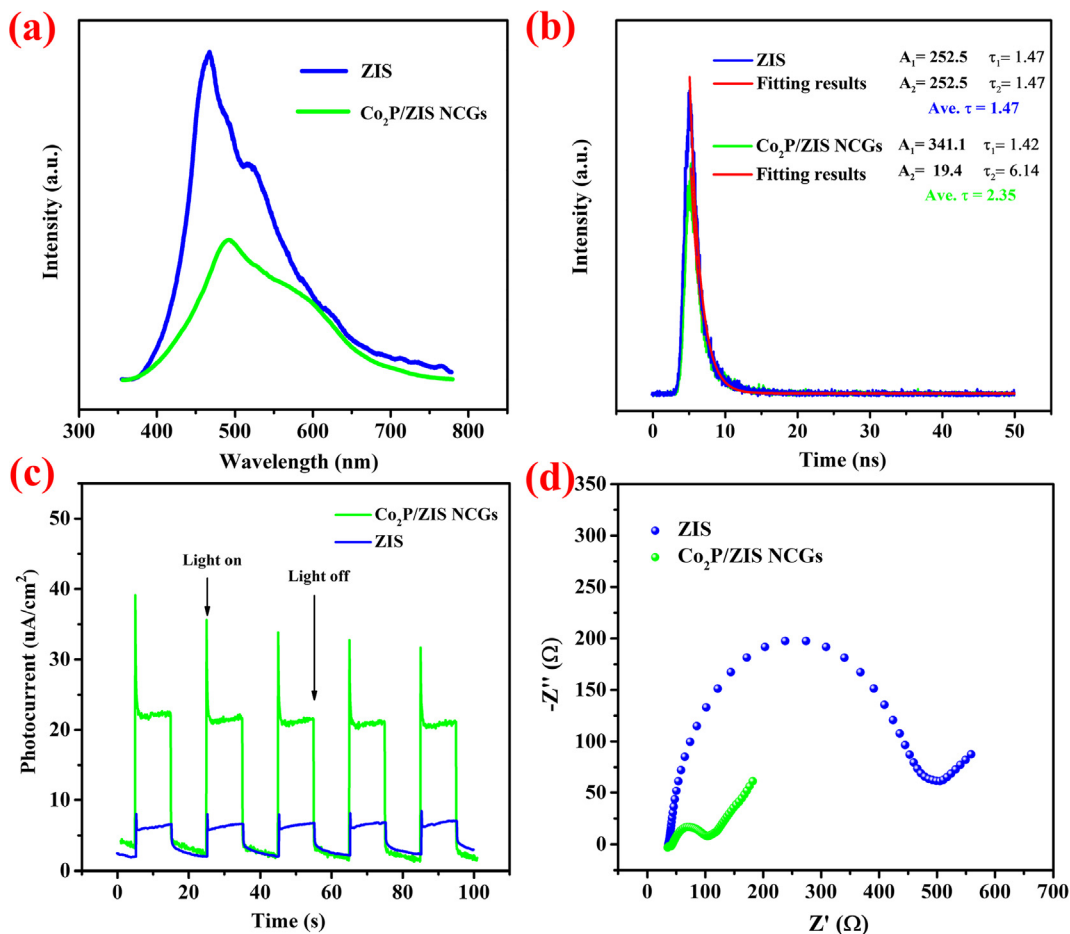 (a)
ZIS
Co₂P/ZIS NCGs
Intensity (a.u.)
300 400 500 600 700 800
Wavelength (nm)
(b)
ZIS A₁= 252.5 τ₁= 1.47
Fitting results A₂= 252.5 τ₂= 1.47
Ave. τ = 1.47
Co₂P/ZIS NCGs A₁= 341.1 τ₁= 1.42
Fitting results A₂= 19.4 τ₂= 6.14
Ave. τ = 2.35
Intensity (a.u.)
0 10 20 30 40 50
Time (ns)
(c)
Co₂P/ZIS NCGs
ZIS
Light on
Light off
Photocurrent (uA/cm²)
50
40
30
20
10
0
0 20 40 60 80 100
Time (s)
(d)
ZIS
Co₂P/ZIS NCGs
-Z'' (Ω)
350
300
250
200
150
100
50
0
0 100 200 300 400 500 600 700
Z' (Ω)